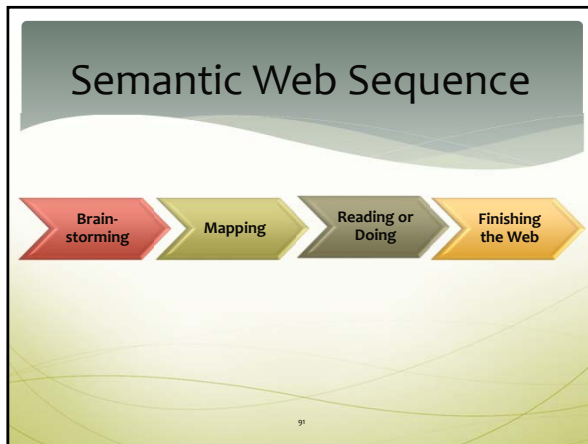 Semantic Web Sequence
Brain-
storming
Mapping
Reading or
Doing
Finishing
the Web
91